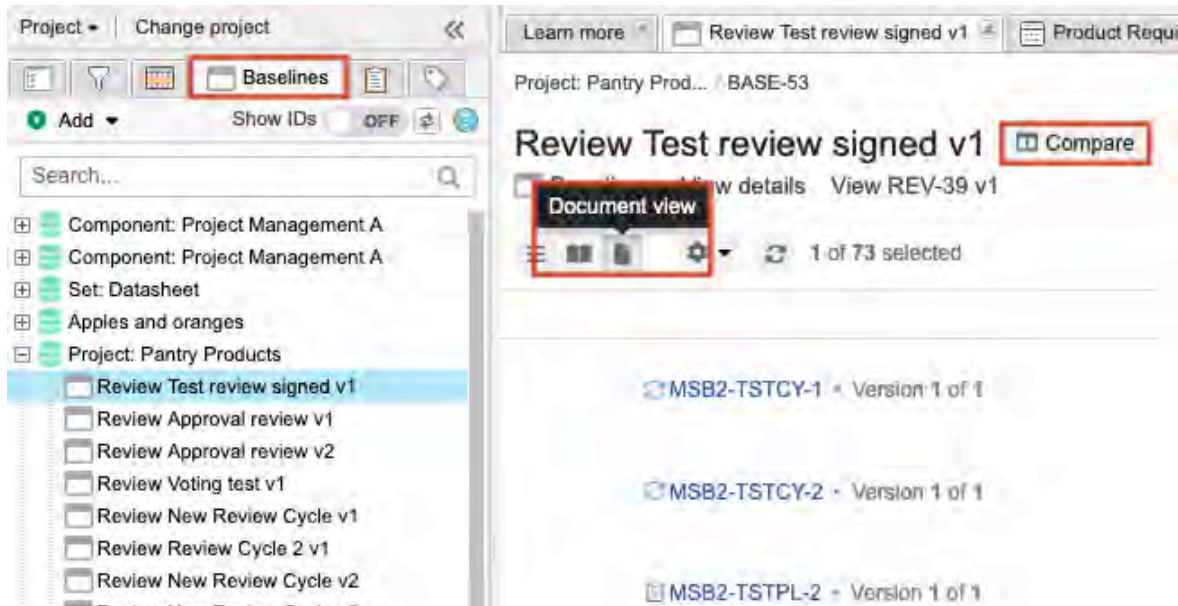 Project
Change project
Baselines
Add
Show IDs
OFF
Search...
Component: Project Management A
Component: Project Management A
Set: Datasheet
Apples and oranges
Project: Pantry Products
Review Test review signed v1
Review Approval review v1
Review Approval review v2
Review Voting test v1
Review New Review Cycle v1
Review Review Cycle 2 v1
Review New Review Cycle v2
Learn more
Review Test review signed v1
Product Requi
Project: Pantry Prod... / BASE-53
Review Test review signed v1
Compare
details View REV-39 v1
Document view
1 of 73 selected
MSB2-TSTCY-1 • Version 1 of 1
MSB2-TSTCY-2 • Version 1 of 1
MSB2-TSTPL-2 • Version 1 of 1